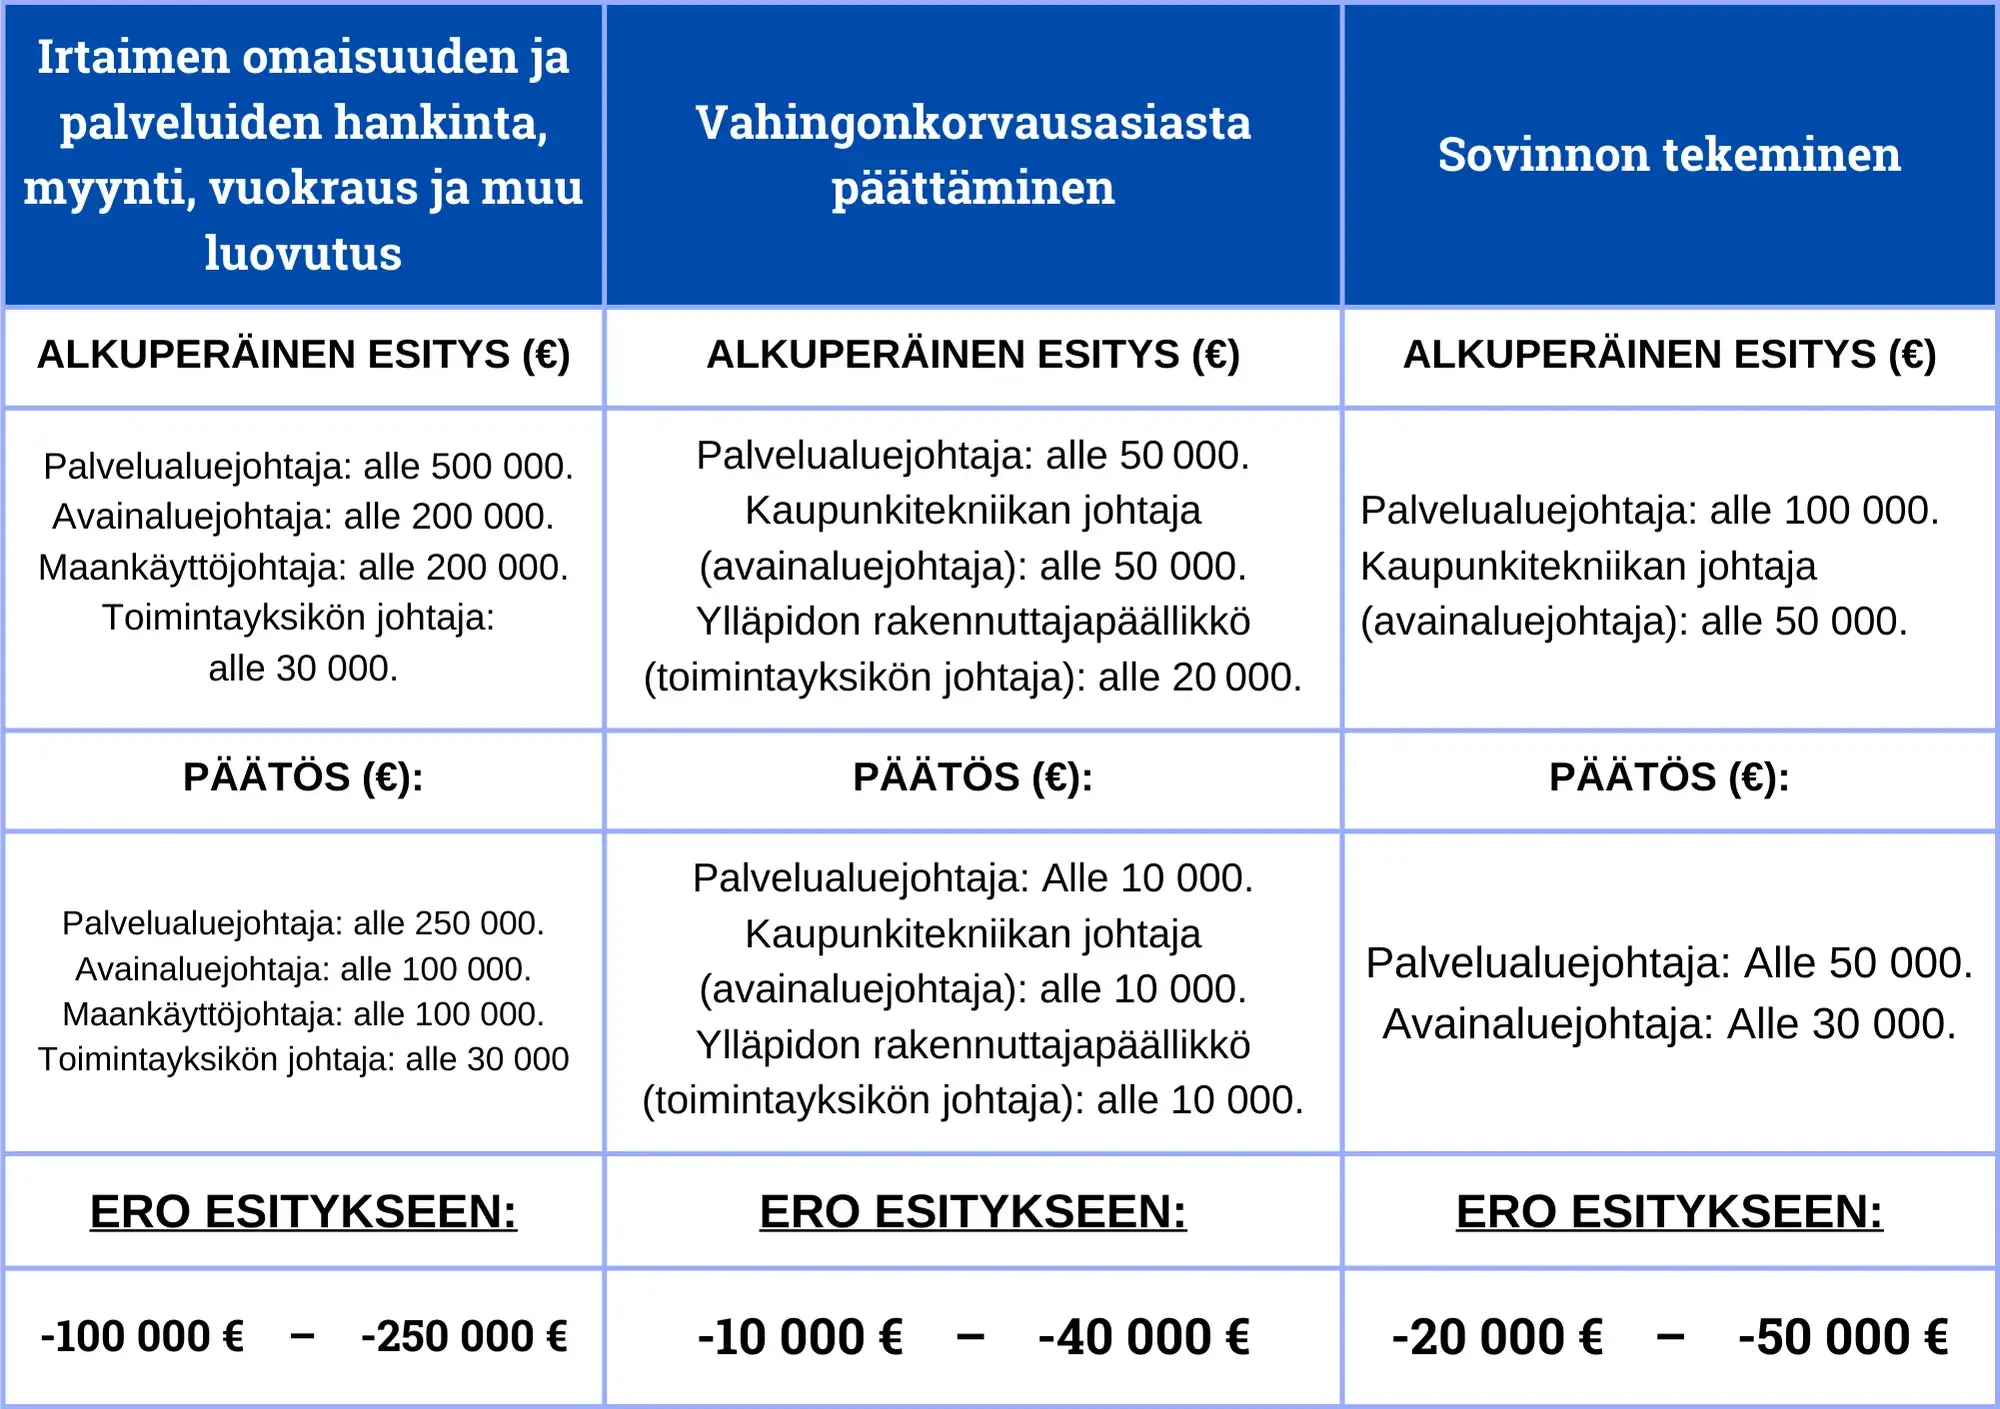 Irtaimen omaisuuden ja
palveluiden hankinta,
myynti, vuokraus ja muu
luovutus
Vahingonkorvausasiasta
päättäminen
Sovinnon tekeminen
ALKUPERÄINEN ESITYS (€)
ALKUPERÄINEN ESITYS (€)
ALKUPERÄINEN ESITYS (€)
Palvelualuejohtaja: alle 500 000.
Avainaluejohtaja: alle 200 000.
Maankäyttöjohtaja: alle 200 000.
Toimintayksikön johtaja:
alle 30 000.
Palvelualuejohtaja: alle 50 000.
Kaupunkitekniikan johtaja
(avainaluejohtaja): alle 50 000.
Ylläpidon rakennuttajapäällikkö
(toimintayksikön johtaja): alle 20 000.
Palvelualuejohtaja: alle 100 000.
Kaupunkitekniikan johtaja
(avainaluejohtaja): alle 50 000.
PÄÄTÖS (€):
PÄÄTÖS (€):
PÄÄTÖS (€):
Palvelualuejohtaja: alle 250 000.
Avainaluejohtaja: alle 100 000.
Maankäyttöjohtaja: alle 100 000.
Toimintayksikön johtaja: alle 30 000
Palvelualuejohtaja: Alle 10 000.
Kaupunkitekniikan johtaja
(avainaluejohtaja): alle 10 000.
Ylläpidon rakennuttajapäällikkö
(toimintayksikön johtaja): alle 10 000.
Palvelualuejohtaja: Alle 50 000.
Avainaluejohtaja: Alle 30 000.
ERO ESITYKSEEN:
ERO ESITYKSEEN:
ERO ESITYKSEEN:
-100 000 € – -250 000 €
-10 000 € – -40 000 €
-20 000 € – -50 000 €